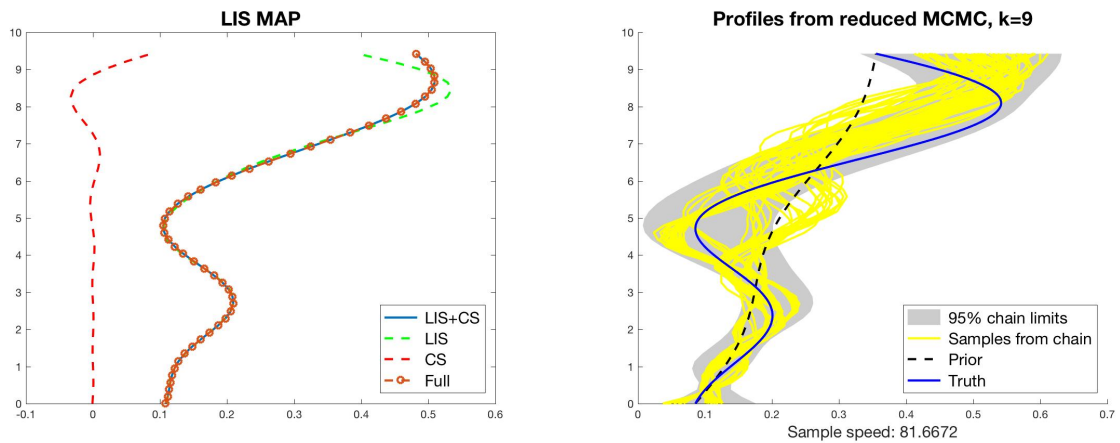 LIS MAP
10
9
8
7
6
5
4
3
2
1
0
-0.1 0 0.1 0.2 0.3 0.4 0.5 0.6
LIS+CS
LIS
CS
Full
Profiles from reduced MCMC, k=9
10
9
8
7
6
5
4
3
2
1
0
0 0.1 0.2 0.3 0.4 0.5 0.6 0.7
Sample speed: 81.6672
95% chain limits
Samples from chain
Prior
Truth